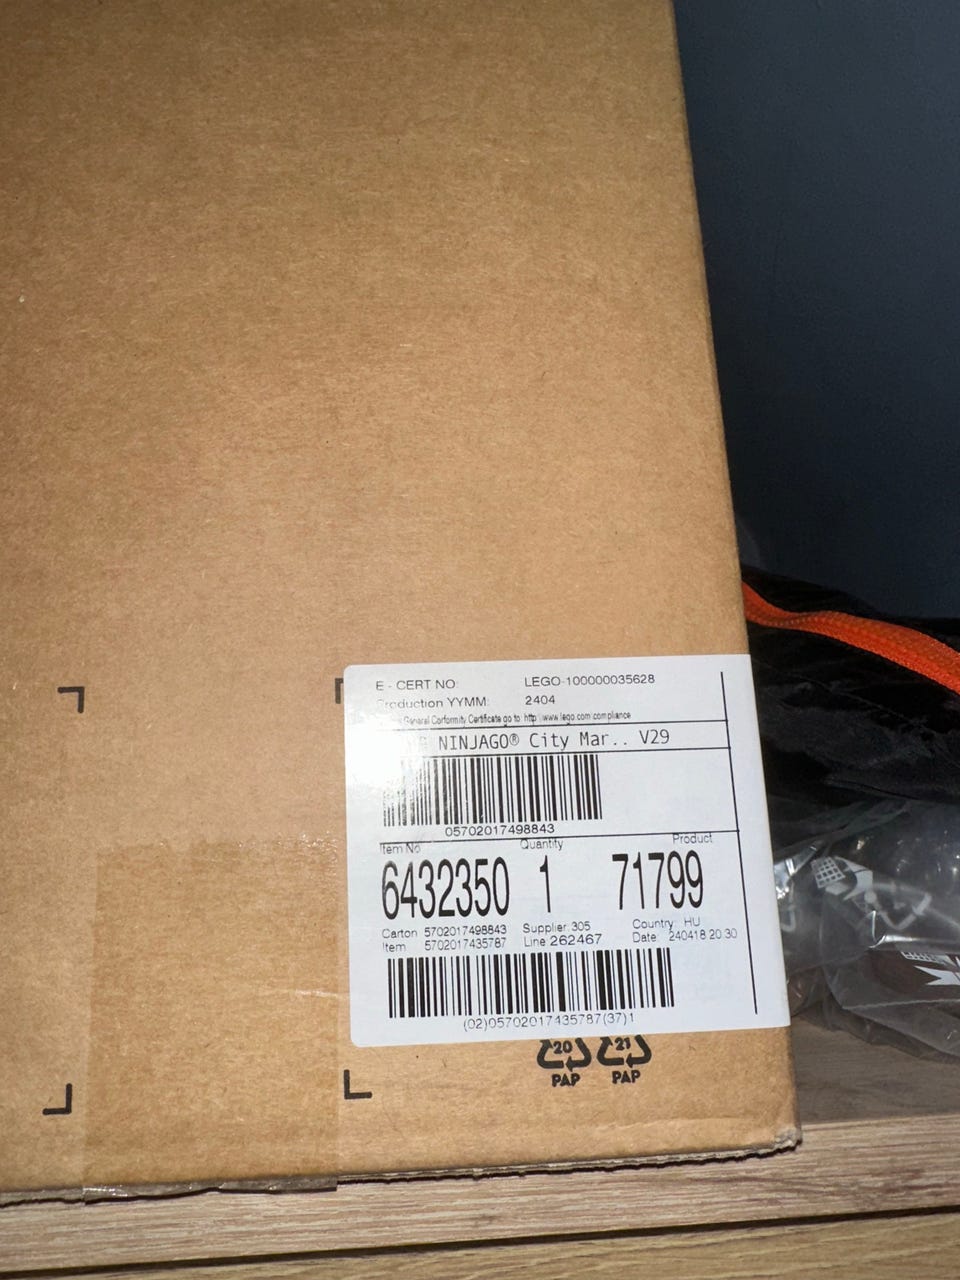 E - CERT NO: LEGO-100000035628
Production YYMM: 2404
General Conformity Certificate go to: http www.lego.com compliance
NINJAGO® City Mar.. V29
05702017498843
Item No Quantity Product
6432350 1 71799
Carton 5702017498843 Supplier: 305 Country: HU
Item 5702017435787 Line: 262467 Date: 240418.20:30
(02)05702017435787(37)1
20 21
PAP PAP